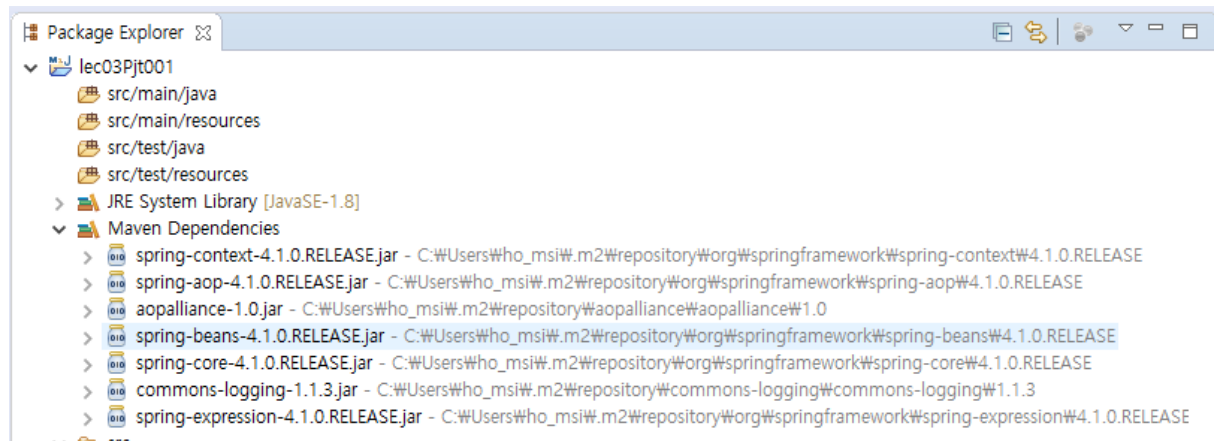 Package Explorer
lec03Pjt001
src/main/java
src/main/resources
src/test/java
src/test/resources
JRE System Library [JavaSE-1.8]
Maven Dependencies
spring-context-4.1.0.RELEASE.jar - C:₩Users₩ho_msi₩.m2₩repository₩org₩springframework₩spring-context₩4.1.0.RELEASE
spring-aop-4.1.0.RELEASE.jar - C:₩Users₩ho_msi₩.m2₩repository₩org₩springframework₩spring-aop₩4.1.0.RELEASE
aopalliance-1.0.jar - C:₩Users₩ho_msi₩.m2₩repository₩aopalliance₩aopalliance₩1.0
spring-beans-4.1.0.RELEASE.jar - C:₩Users₩ho_msi₩.m2₩repository₩org₩springframework₩spring-beans₩4.1.0.RELEASE
spring-core-4.1.0.RELEASE.jar - C:₩Users₩ho_msi₩.m2₩repository₩org₩springframework₩spring-core₩4.1.0.RELEASE
commons-logging-1.1.3.jar - C:₩Users₩ho_msi₩.m2₩repository₩commons-logging₩commons-logging₩1.1.3
spring-expression-4.1.0.RELEASE.jar - C:₩Users₩ho_msi₩.m2₩repository₩org₩springframework₩spring-expression₩4.1.0.RELEASE